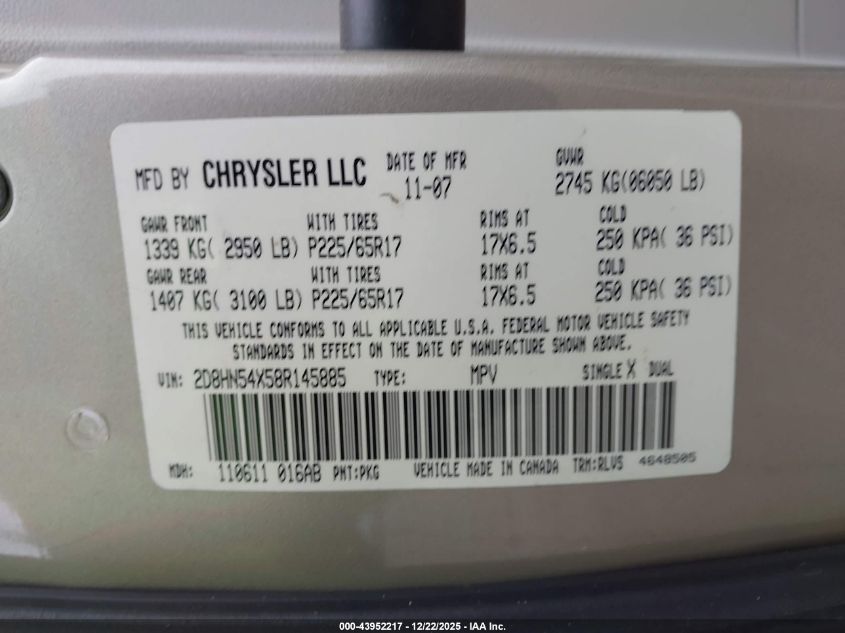 MFD BY CHRYSLER LLC DATE OF MFR GVWR
11-07 2745 KG(06050 LB)
GAWR FRONT WITH TIRES RIMS AT COLD
1339 KG( 2950 LB) P225/65R17 17X6.5 250 KPA( 36 PSI)
GAWR REAR WITH TIRES RIMS AT COLD
1407 KG( 3100 LB) P225/65R17 17X6.5 250 KPA( 36 PSI)
THIS VEHICLE CONFORMS TO ALL APPLICABLE U.S.A. FEDERAL MOTOR VEHICLE SAFETY
STANDARDS IN EFFECT ON THE DATE OF MANUFACTURE SHOWN ABOVE.
VIN: 2D8HN54X58R145885 TYPE: MPV SINGLE X DUAL
MDH: 110611 016AB PNT:PKG VEHICLE MADE IN CANADA TRM:RLVS 4648505
000-43952217 - 12/22/2025 - IAA Inc.